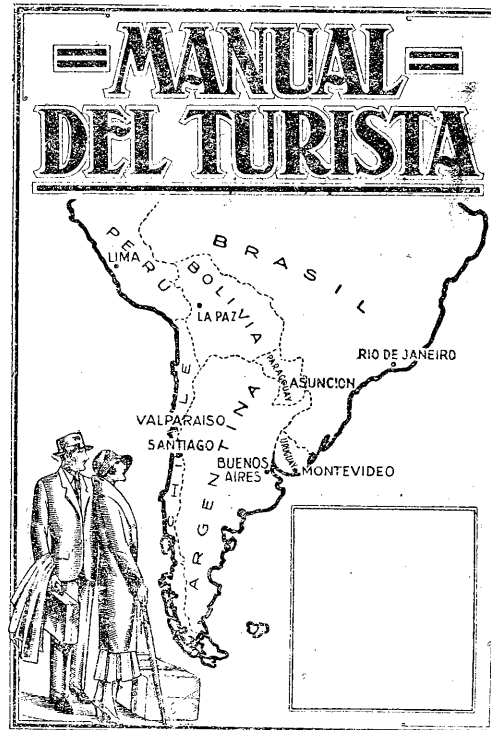 MANUAL
DEL TURISTA
BRASIL
PERÚ
LIMA
BOLIVIA
LA PAZ
RIO DE JANEIRO
PARAGUAY
ASUNCION
CHILE
ARGENTINA
VALPARAISO
SANTIAGO
URUGUAY
BUENOS
AIRES
MONTEVIDEO